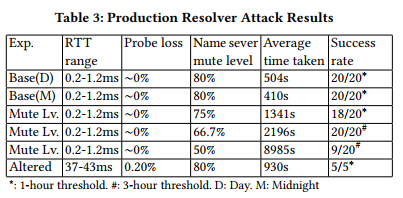 Table 3: Production Resolver Attack Results
Exp. RTT range Probe loss Name sever mute level Average time taken Success rate
Base(D) 0.2-1.2ms ~0% 80% 504s 20/20*
Base(M) 0.2-1.2ms ~0% 80% 410s 20/20*
Mute Lv. 0.2-1.2ms ~0% 75% 1341s 18/20*
Mute Lv. 0.2-1.2ms ~0% 66.7% 2196s 20/20#
Mute Lv. 0.2-1.2ms ~0% 50% 8985s 9/20#
Altered 37-43ms 0.20% 80% 930s 5/5*
*: 1-hour threshold. #: 3-hour threshold. D: Day. M: Midnight